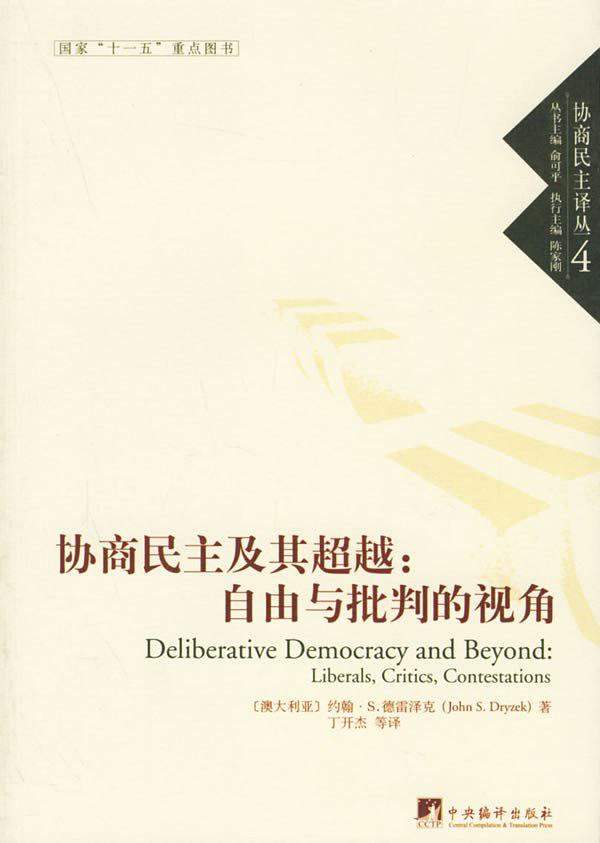 国家“十一五”重点图书
协商民主译丛 4
丛书主编 俞可平 执行主编 陈家刚
协商民主及其超越：
自由与批判的视角
Deliberative Democracy and Beyond:
Liberals, Critics, Contestations
〔澳大利亚〕约翰·S.德雷泽克（John S. Dryzek）著
丁开杰 等译
CCTP
中央编译出版社
Central Compilation & Translation Press